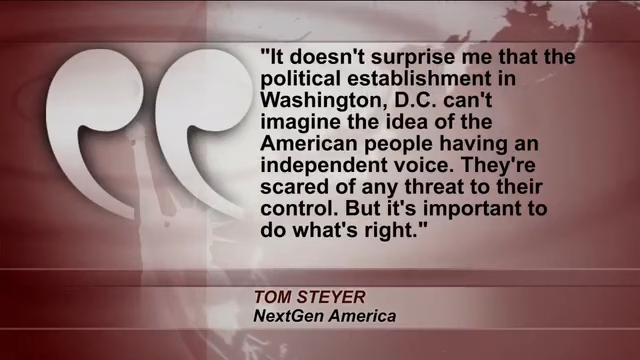 "It doesn't surprise me that the
political establishment in
Washington, D.C. can't
imagine the idea of the
American people having an
independent voice. They're
scared of any threat to their
control. But it's important to
do what's right."
TOM STEYER
NextGen America